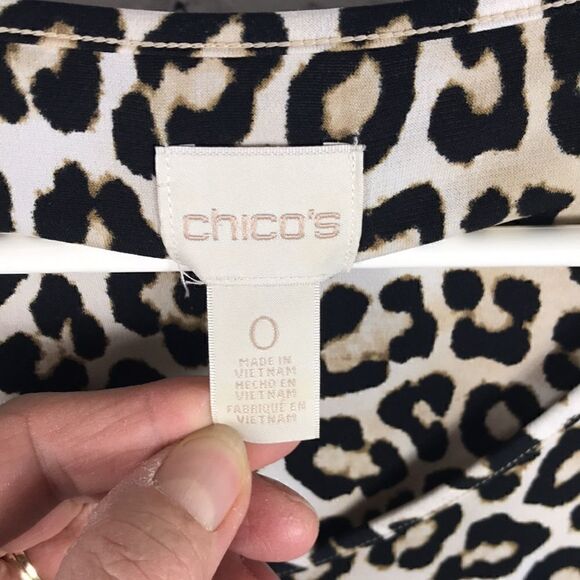 chico's
0
MADE IN
VIETNAM
HECHO EN
VIETNAM
FABRIQUÉ EN
VIETNAM